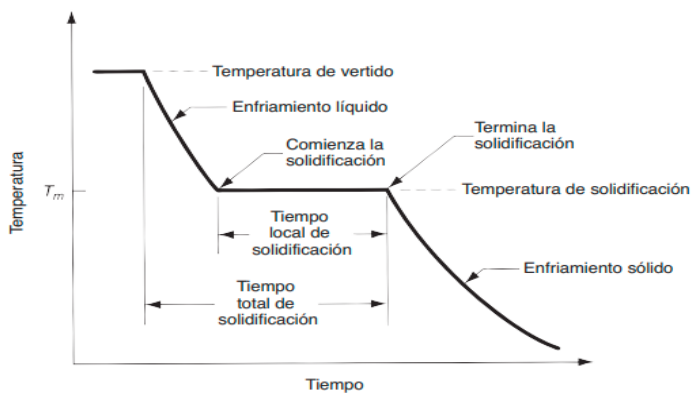 Temperatura de vertido
Enfriamiento líquido
Comienza la
solidificación
Termina la
solidificación
Temperatura
Tm
Temperatura de solidificación
Tiempo
local de
solidificación
Tiempo
total de
solidificación
Enfriamiento sólido
Tiempo